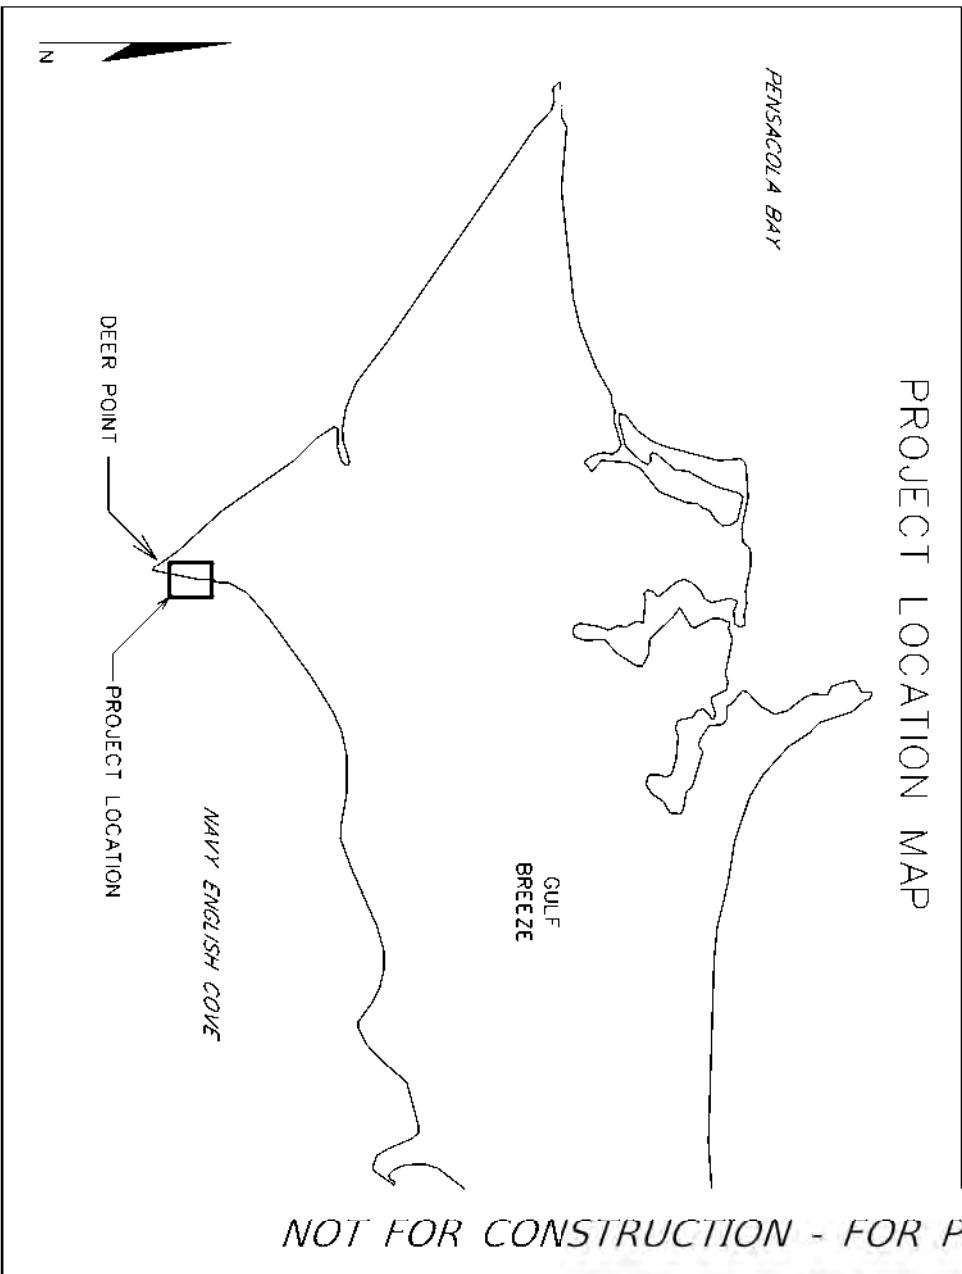 PROJECT LOCATION MAP
PENSACOLA BAY
GULF
BREEZE
NAVY ENGLISH COVE
DEER POINT
PROJECT LOCATION
N
NOT FOR CONSTRUCTION - FOR P